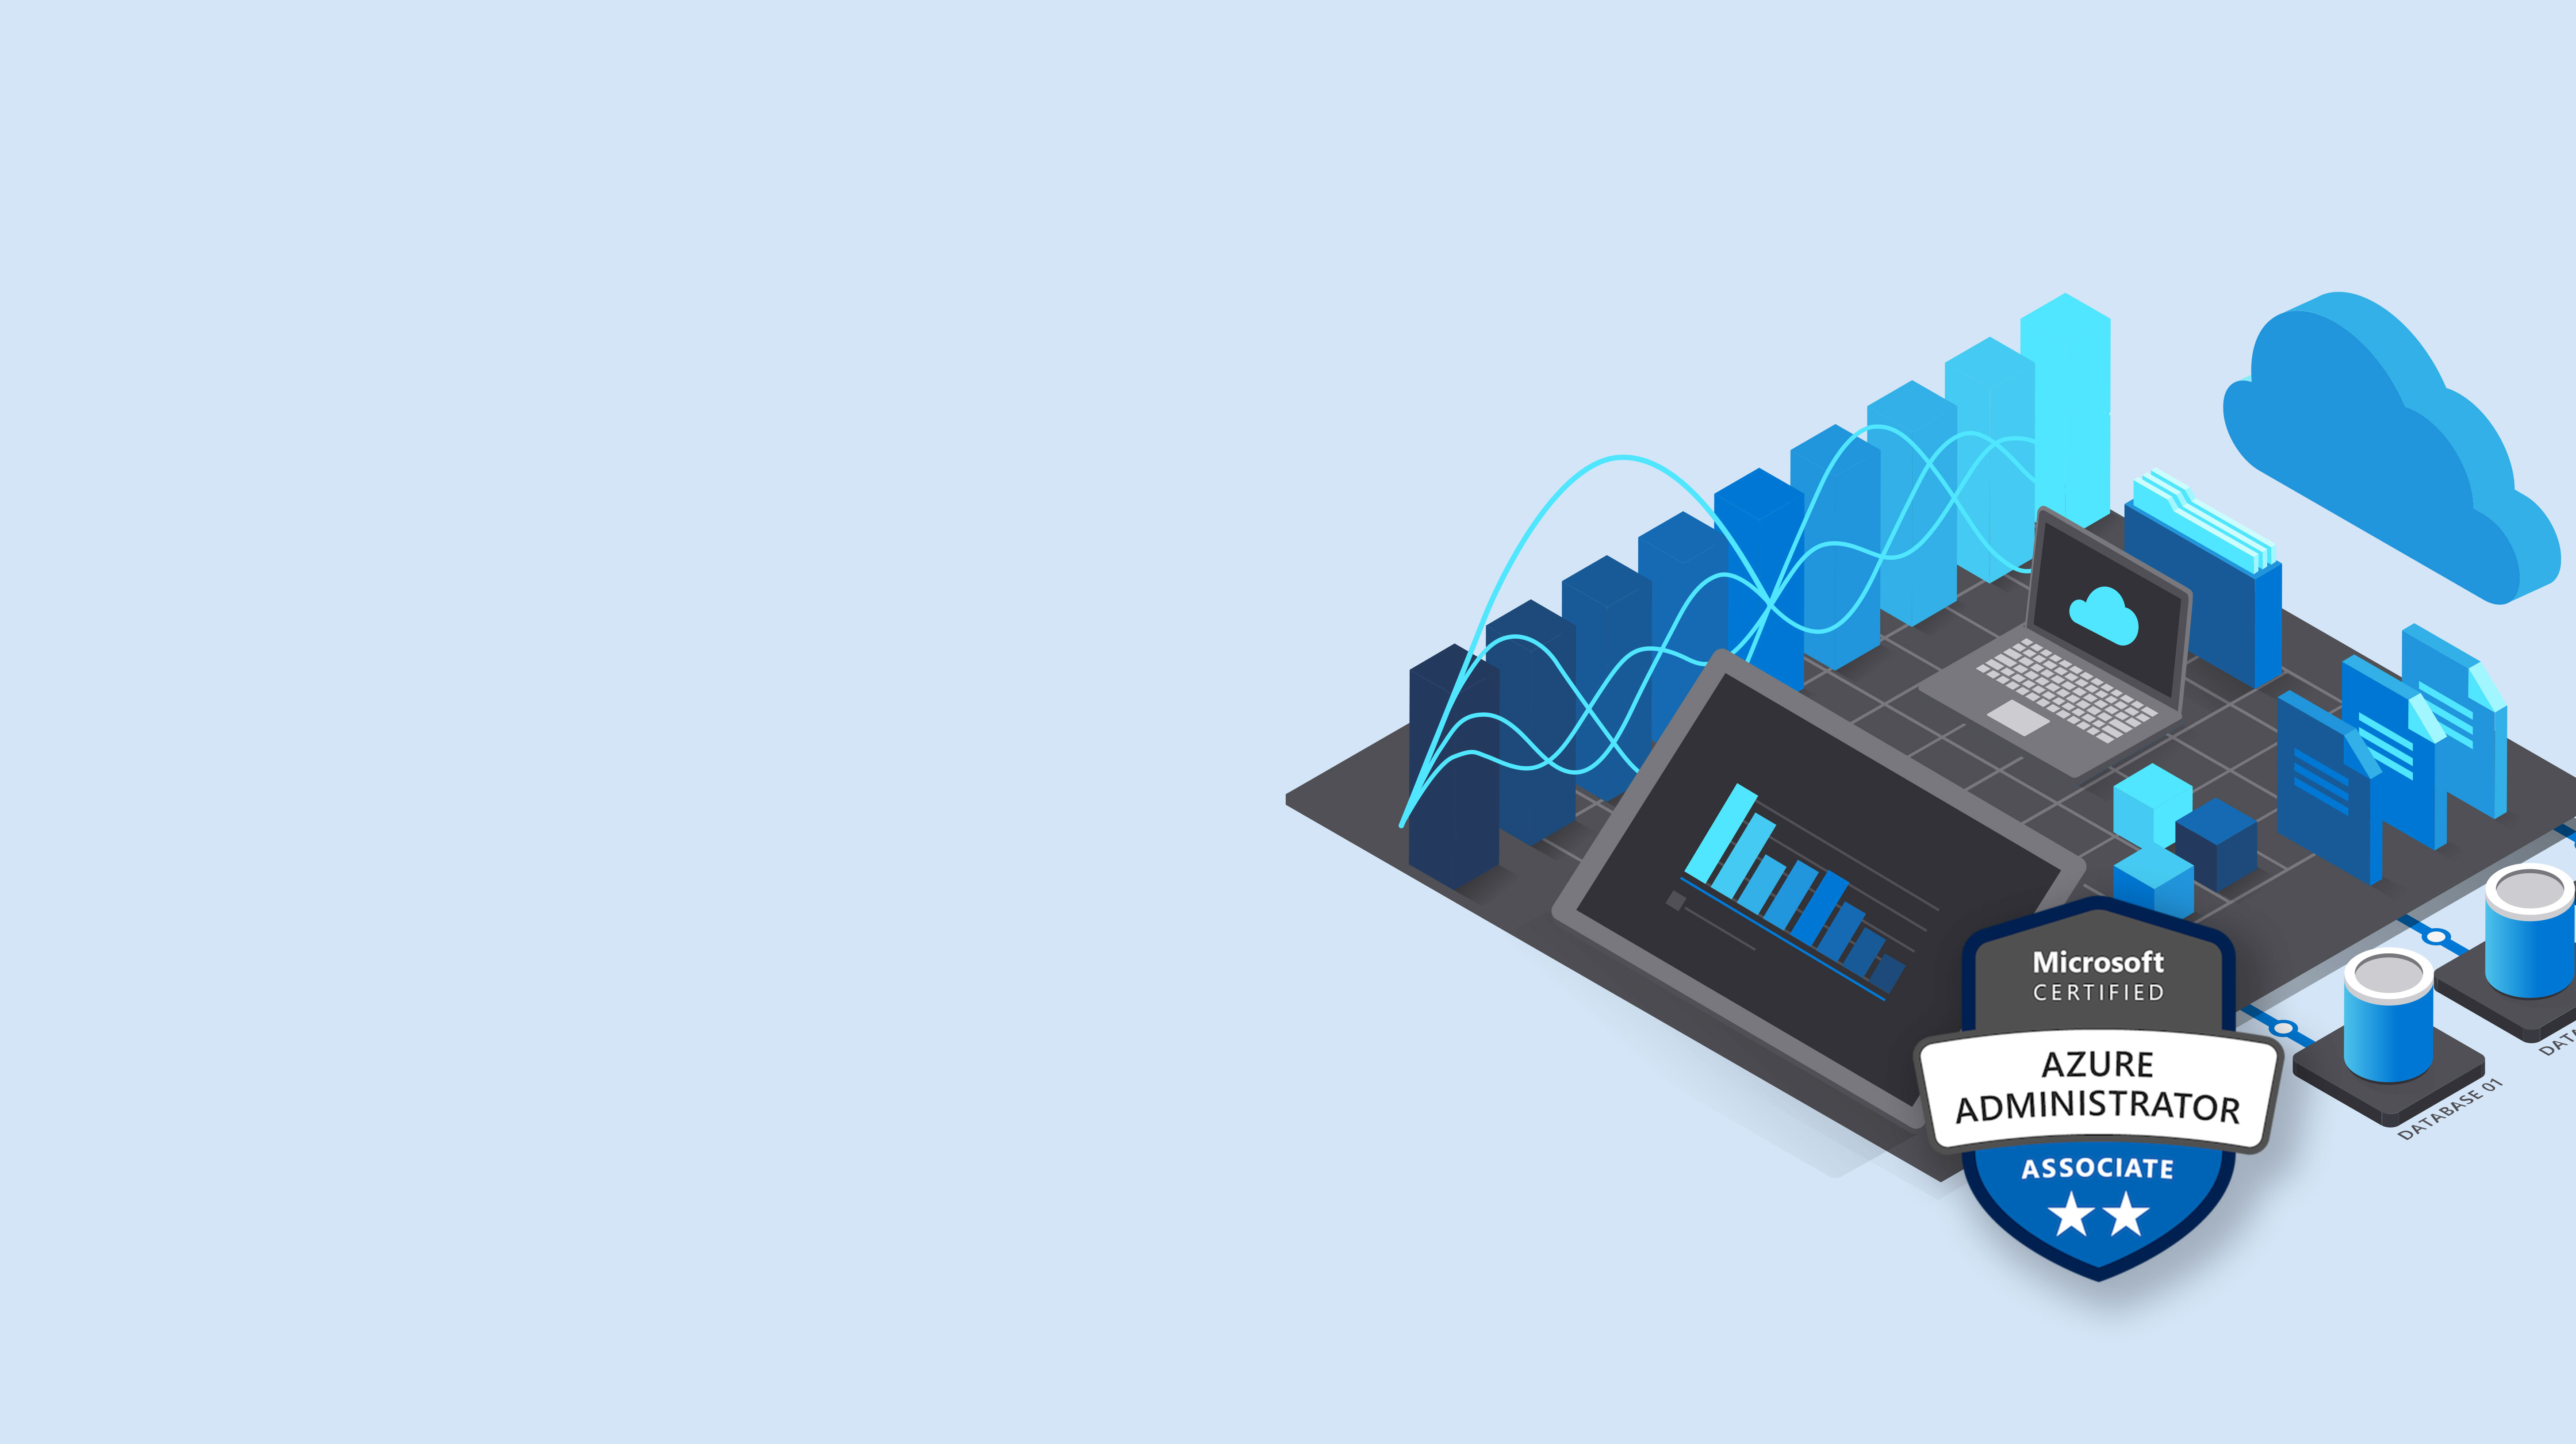 Microsoft
CERTIFIED
AZURE
ADMINISTRATOR
ASSOCIATE
DATABASE 01